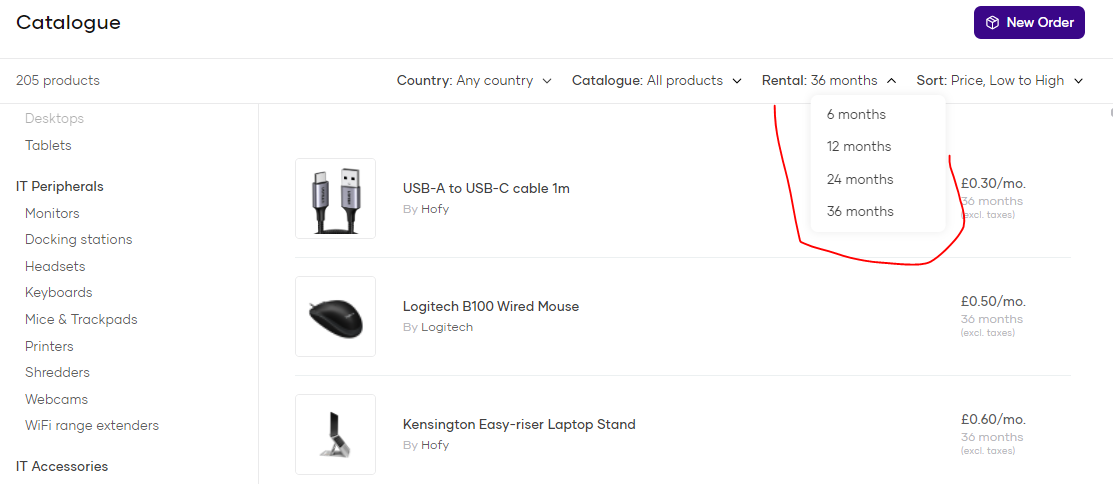 Catalogue
New Order
205 products
Country: Any country
Catalogue: All products
Rental: 36 months
Sort: Price, Low to High
6 months
12 months
24 months
36 months
Desktops
Tablets
IT Peripherals
Monitors
Docking stations
Headsets
Keyboards
Mice & Trackpads
Printers
Shredders
Webcams
WiFi range extenders
IT Accessories
USB-A to USB-C cable 1m
By Hofy
£0.30/mo.
36 months
(excl. taxes)
Logitech B100 Wired Mouse
By Logitech
£0.50/mo.
36 months
(excl. taxes)
Kensington Easy-riser Laptop Stand
By Hofy
£0.60/mo.
36 months
(excl. taxes)